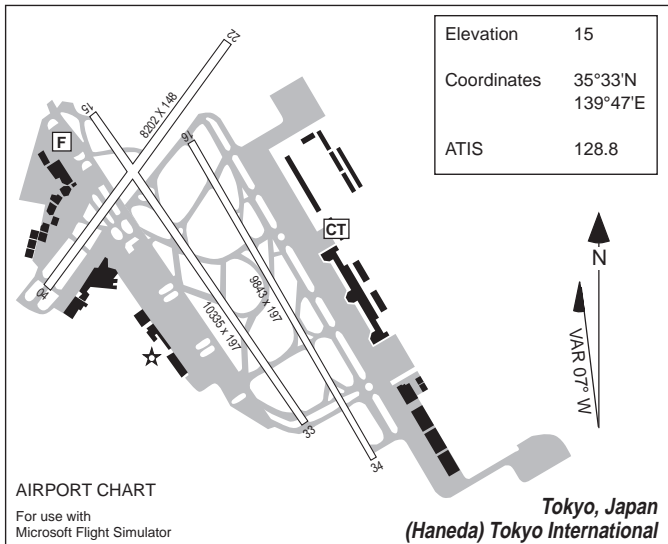 Elevation 15
Coordinates 35°33'N
139°47'E
ATIS 128.8
22
15
8202 X 148
16
F
CT
N
VAR 07° W
04
9843 x 197
10335 x 197
33
34
AIRPORT CHART
For use with
Microsoft Flight Simulator
Tokyo, Japan
(Haneda) Tokyo International